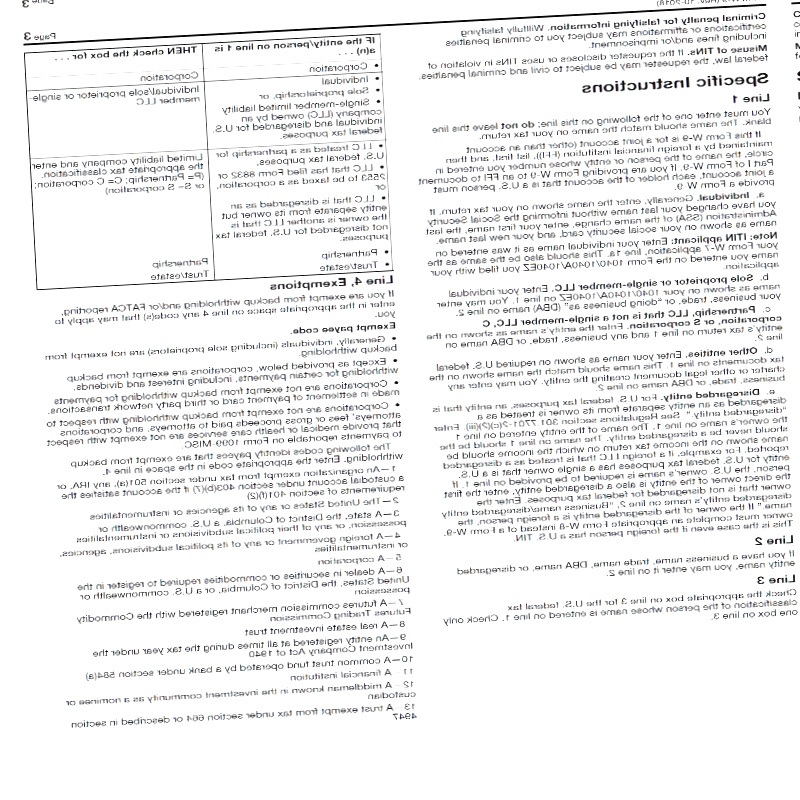 Page 3
Criminal penalty for falsifying information. Willfully falsifying
certifications or affirmations may subject you to criminal penalties
including fines and/or imprisonment.
Misuse of TINs. If the requester discloses or uses TINs in violation of
federal law, the requester may be subject to civil and criminal penalties.
Specific Instructions
Line 1
You must enter one of the following on this line; do not leave this line
blank. The name should match the name on your tax return.
If this Form W-9 is for a joint account (other than an account
maintained by a foreign financial institution (FFI)), list first, and then
circle, the name of the person or entity whose number you entered in
Part I of Form W-9. If you are providing Form W-9 to an FFI to document
a joint account, each holder of the account that is a U.S. person must
provide a Form W-9.
a. Individual. Generally, enter the name shown on your tax return. If
you have changed your last name without informing the Social Security
Administration (SSA) of the name change, enter your first name, the last
name as shown on your social security card, and your new last name.
Note: ITIN applicant: Enter your individual name as it was entered on
your Form W-7 application, line 1a. This should also be the same as the
name you entered on the Form 1040/1040A/1040EZ you filed with your
application.
b. Sole proprietor or single-member LLC. Enter your individual
name as shown on your 1040/1040A/1040EZ on line 1. You may enter
your business, trade, or “doing business as” (DBA) name on line 2.
c. Partnership, LLC that is not a single-member LLC, C
corporation, or S corporation. Enter the entity's name as shown on the
entity's tax return on line 1 and any business, trade, or DBA name on
line 2.
d. Other entities. Enter your name as shown on required U.S. federal
tax documents on line 1. This name should match the name shown on the
charter or other legal document creating the entity. You may enter any
business, trade, or DBA name on line 2.
e. Disregarded entity. For U.S. federal tax purposes, an entity that is
disregarded as an entity separate from its owner is treated as a
“disregarded entity.” See Regulations section 301.7701-2(c)(2)(iii). Enter
the owner's name on line 1. The name of the entity entered on line 1
should never be a disregarded entity. The name on line 1 should be the
name shown on the income tax return on which the income should be
reported. For example, if a foreign LLC that is treated as a disregarded
entity for U.S. federal tax purposes has a single owner that is a U.S.
person, the U.S. owner's name is required to be provided on line 1. If
the direct owner of the entity is also a disregarded entity, enter the first
owner that is not disregarded for federal tax purposes. Enter the
disregarded entity's name on line 2, “Business name/disregarded entity
name.” If the owner of the disregarded entity is a foreign person, the
owner must complete an appropriate Form W-8 instead of a Form W-9.
This is the case even if the foreign person has a U.S. TIN.
Line 2
If you have a business name, trade name, DBA name, or disregarded
entity name, you may enter it on line 2.
Line 3
Check the appropriate box on line 3 for the U.S. federal tax
classification of the person whose name is entered on line 1. Check only
one box on line 3.
IF the entity/person on line 1 is
a(n) . . .
THEN check the box for . . .
• Corporation
Corporation
• Individual
• Sole proprietorship, or
• Single-member limited liability
company (LLC) owned by an
individual and disregarded for U.S.
federal tax purposes.
Individual/sole proprietor or single-
member LLC
• LLC treated as a partnership for
U.S. federal tax purposes,
• LLC that has filed Form 8832 or
2553 to be taxed as a corporation,
or
• LLC that is disregarded as an
entity separate from its owner but
the owner is another LLC that is
not disregarded for U.S. federal tax
purposes.
Limited liability company and enter
the appropriate tax classification.
(P= Partnership; C= C corporation;
or S= S corporation)
• Partnership
Partnership
• Trust/estate
Trust/estate
Line 4, Exemptions
If you are exempt from backup withholding and/or FATCA reporting,
enter in the appropriate space on line 4 any code(s) that may apply to
you.
Exempt payee code.
• Generally, individuals (including sole proprietors) are not exempt from
backup withholding.
• Except as provided below, corporations are exempt from backup
withholding for certain payments, including interest and dividends.
• Corporations are not exempt from backup withholding for payments
made in settlement of payment card or third party network transactions.
• Corporations are not exempt from backup withholding with respect to
attorneys' fees or gross proceeds paid to attorneys, and corporations
that provide medical or health care services are not exempt with respect
to payments reportable on Form 1099-MISC.
The following codes identify payees that are exempt from backup
withholding. Enter the appropriate code in the space in line 4.
1—An organization exempt from tax under section 501(a), any IRA, or
a custodial account under section 403(b)(7) if the account satisfies the
requirements of section 401(f)(2)
2—The United States or any of its agencies or instrumentalities
3—A state, the District of Columbia, a U.S. commonwealth or
possession, or any of their political subdivisions or instrumentalities
4—A foreign government or any of its political subdivisions, agencies,
or instrumentalities
5—A corporation
6—A dealer in securities or commodities required to register in the
United States, the District of Columbia, or a U.S. commonwealth or
possession
7—A futures commission merchant registered with the Commodity
Futures Trading Commission
8—A real estate investment trust
9—An entity registered at all times during the tax year under the
Investment Company Act of 1940
10—A common trust fund operated by a bank under section 584(a)
11—A financial institution
12—A middleman known in the investment community as a nominee or
custodian
13—A trust exempt from tax under section 664 or described in section
4947